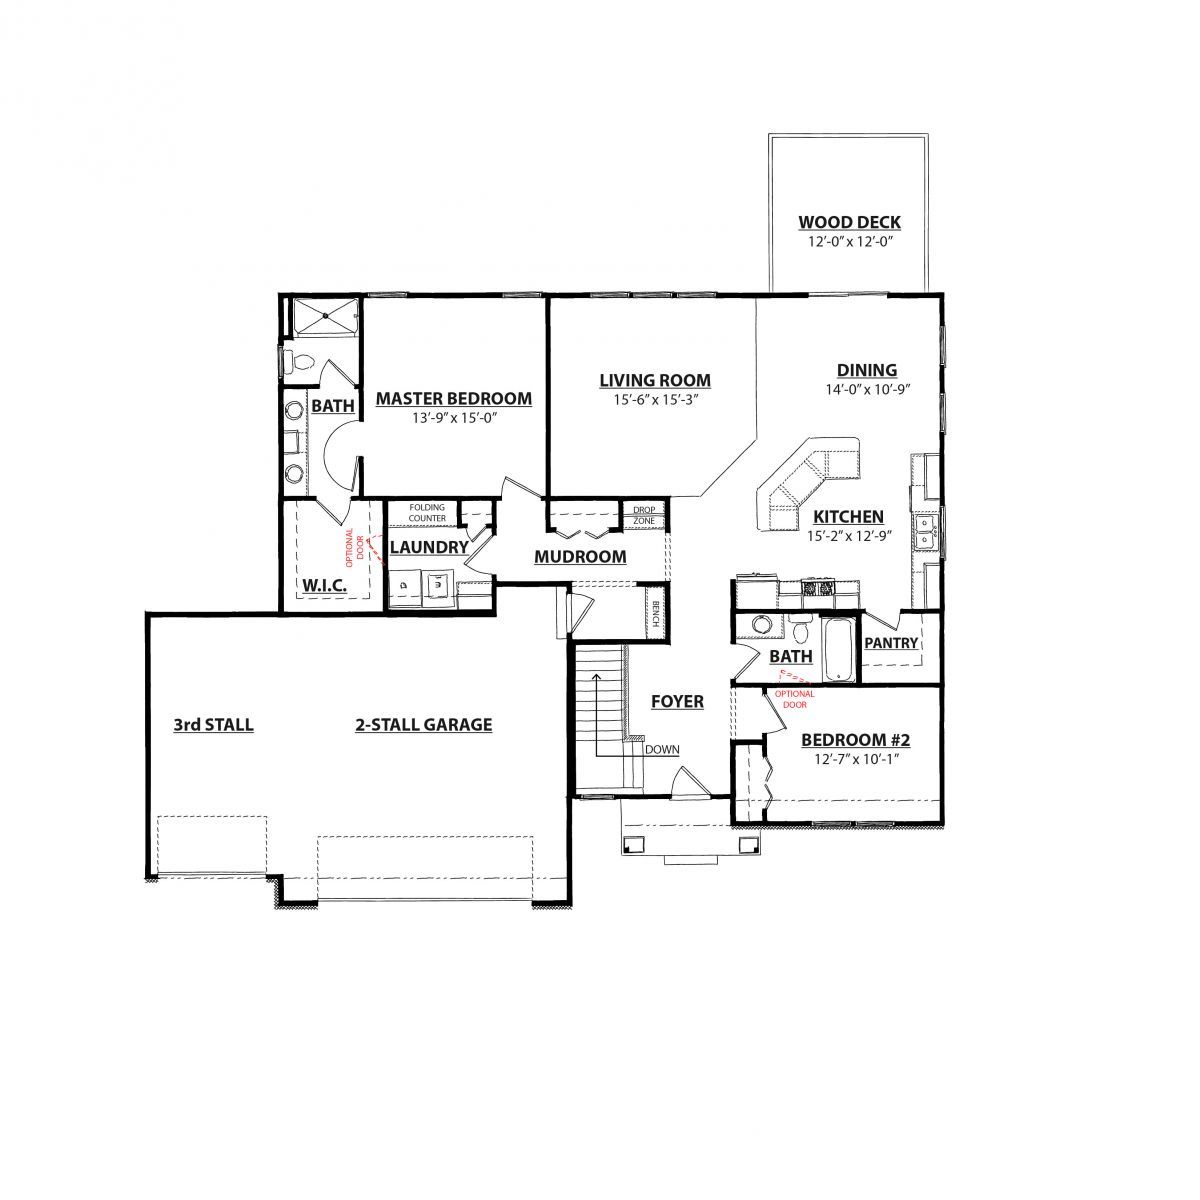 WOOD DECK
12'-0" x 12'-0"
DINING
14'-0" x 10'-9"
LIVING ROOM
15'-6" x 15'-3"
MASTER BEDROOM
13'-9" x 15'-0"
BATH
FOLDING
COUNTER
DROP
ZONE
KITCHEN
15'-2" x 12'-9"
OPTIONAL
DOOR
LAUNDRY
MUDROOM
W.I.C.
BENCH
PANTRY
BATH
OPTIONAL
DOOR
FOYER
3rd STALL
2-STALL GARAGE
DOWN
BEDROOM #2
12'-7" x 10'-1"